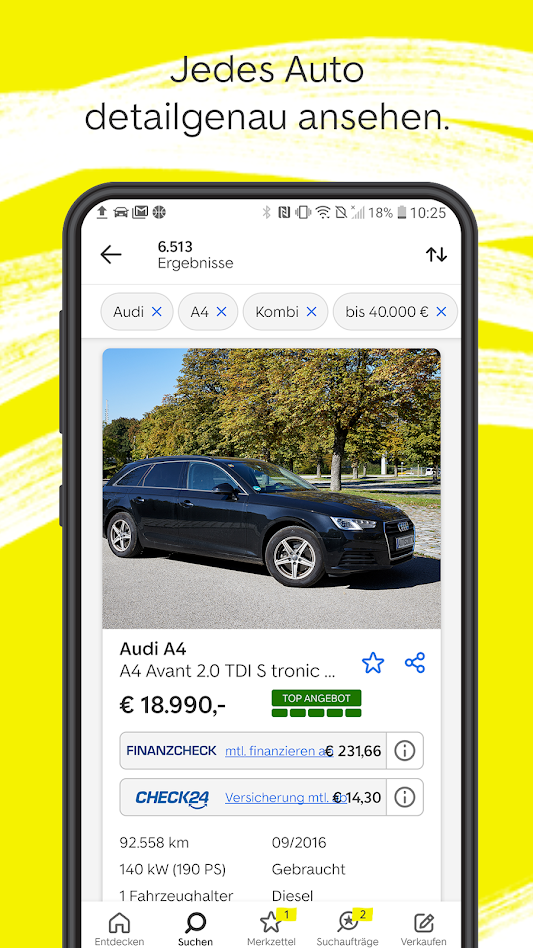 Jedes Auto
detailgenau ansehen.
18% 10:25
6.513
Ergebnisse
Audi A4 Kombi bis 40.000 €
Audi A4
A4 Avant 2.0 TDI S tronic ...
€ 18.990,- TOP ANGEBOT
FINANZCHECK mtl. finanzieren ab € 231,66
CHECK24 Versicherung mtl. ab € 14,30
92.558 km 09/2016
140 kW (190 PS) Gebraucht
1 Fahrzeughalter Diesel
1 2
Entdecken Suchen Merkzettel Suchaufträge Verkaufen